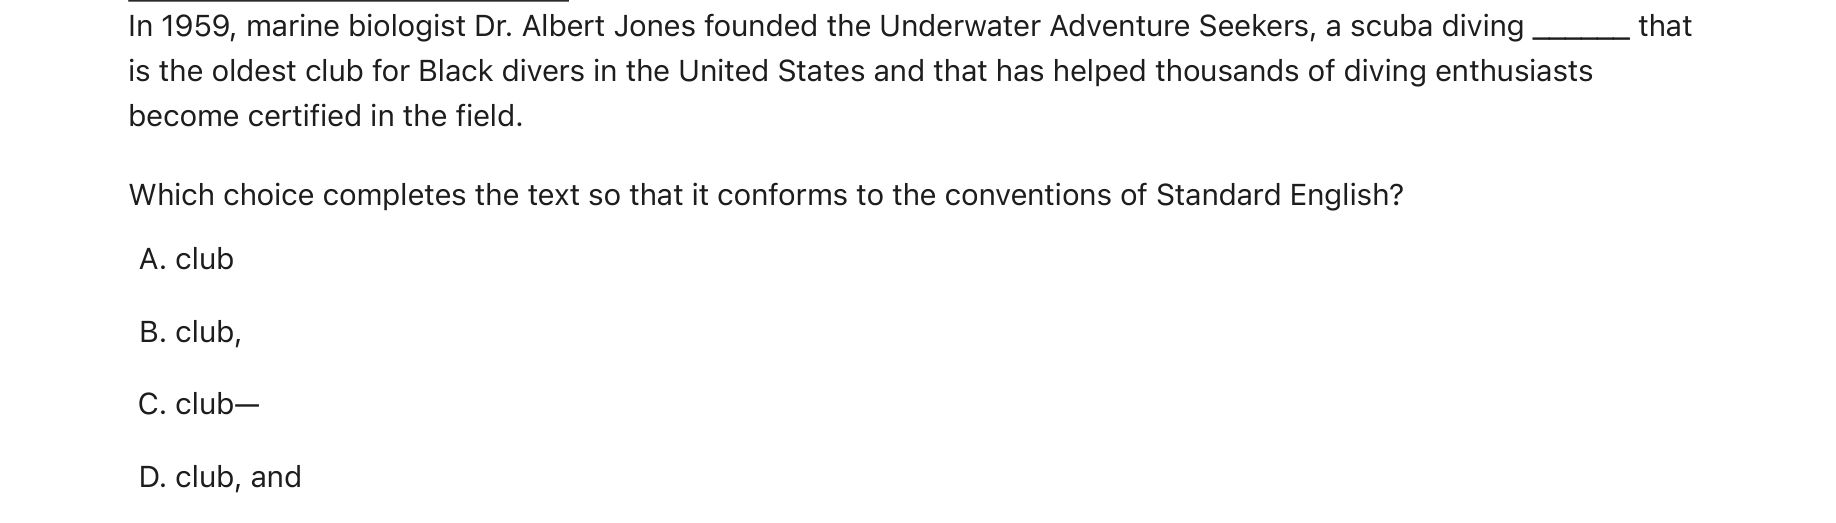 In 1959, marine biologist Dr. Albert Jones founded the Underwater Adventure Seekers, a scuba diving ______ that
is the oldest club for Black divers in the United States and that has helped thousands of diving enthusiasts
become certified in the field.
Which choice completes the text so that it conforms to the conventions of Standard English?
A. club
B. club,
C. club—
D. club, and